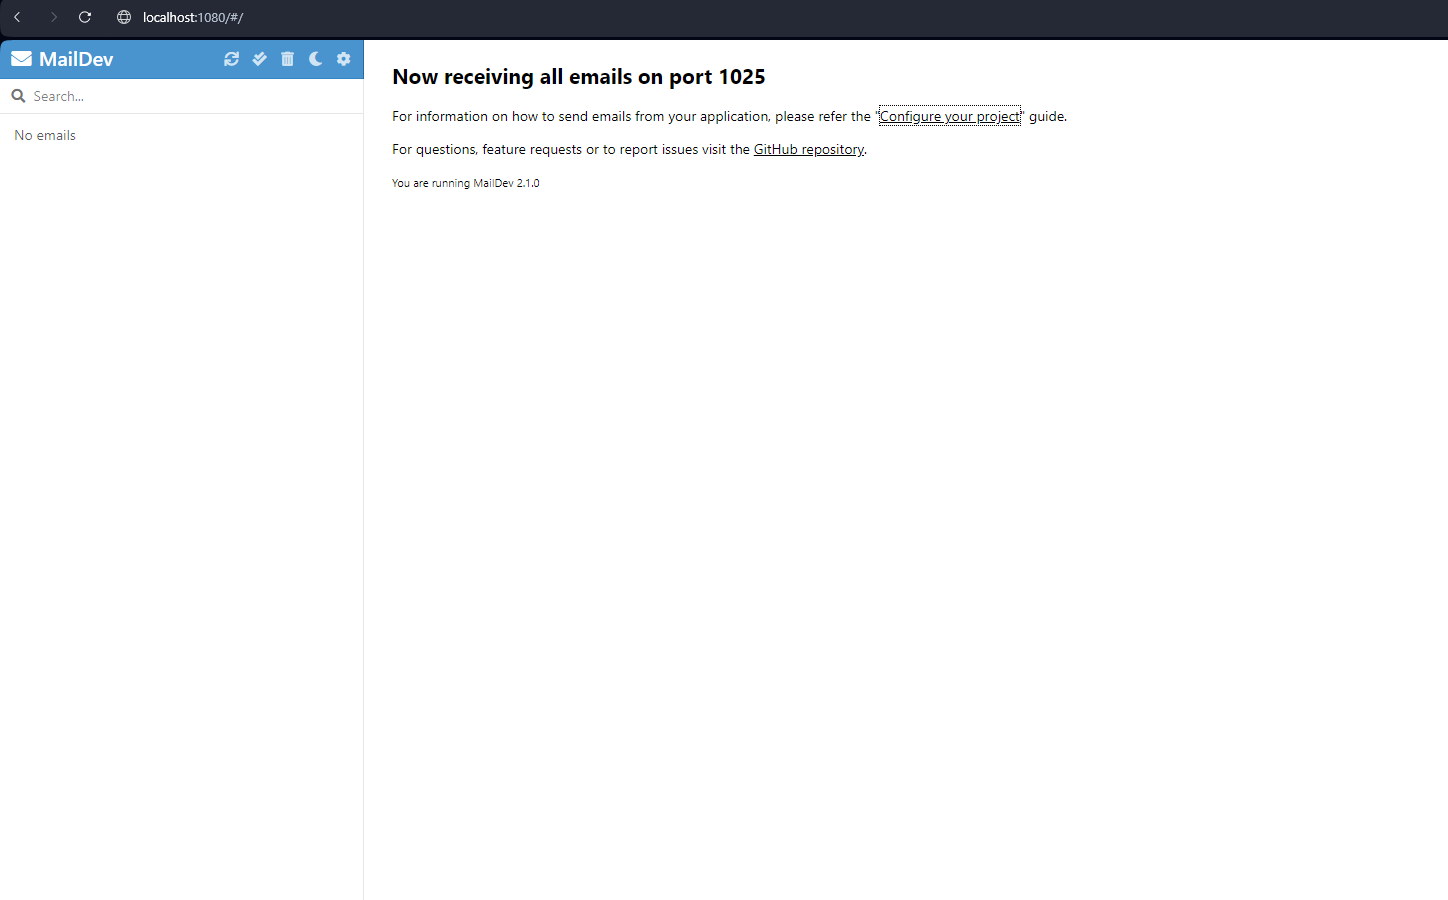 localhost:1080/#/
MailDev
Search...
No emails
Now receiving all emails on port 1025
For information on how to send emails from your application, please refer the "Configure your project" guide.
For questions, feature requests or to report issues visit the GitHub repository.
You are running MailDev 2.1.0